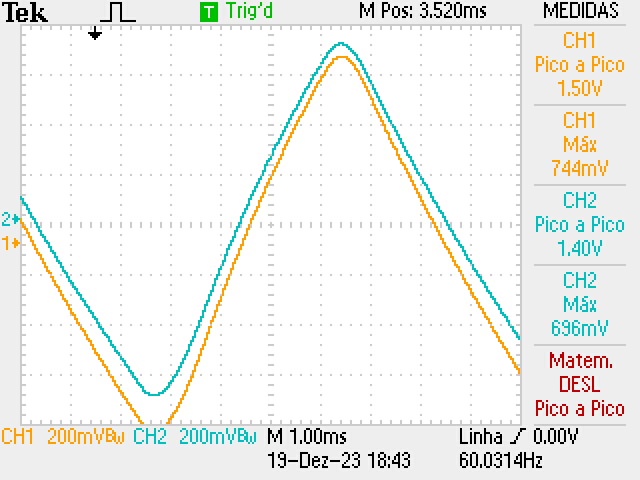 Tek T Trig'd M Pos: 3.520ms MEDIDAS
CH1
Pico a Pico
1.50V
CH1
Máx
744mV
2
CH2
Pico a Pico
1.40V
1
CH2
Máx
696mV
Matem.
DESL
Pico a Pico
CH1 200mVBw CH2 200mVBw M 1.00ms Linha 0.00V
19-Dez-23 18:43 60.0314Hz